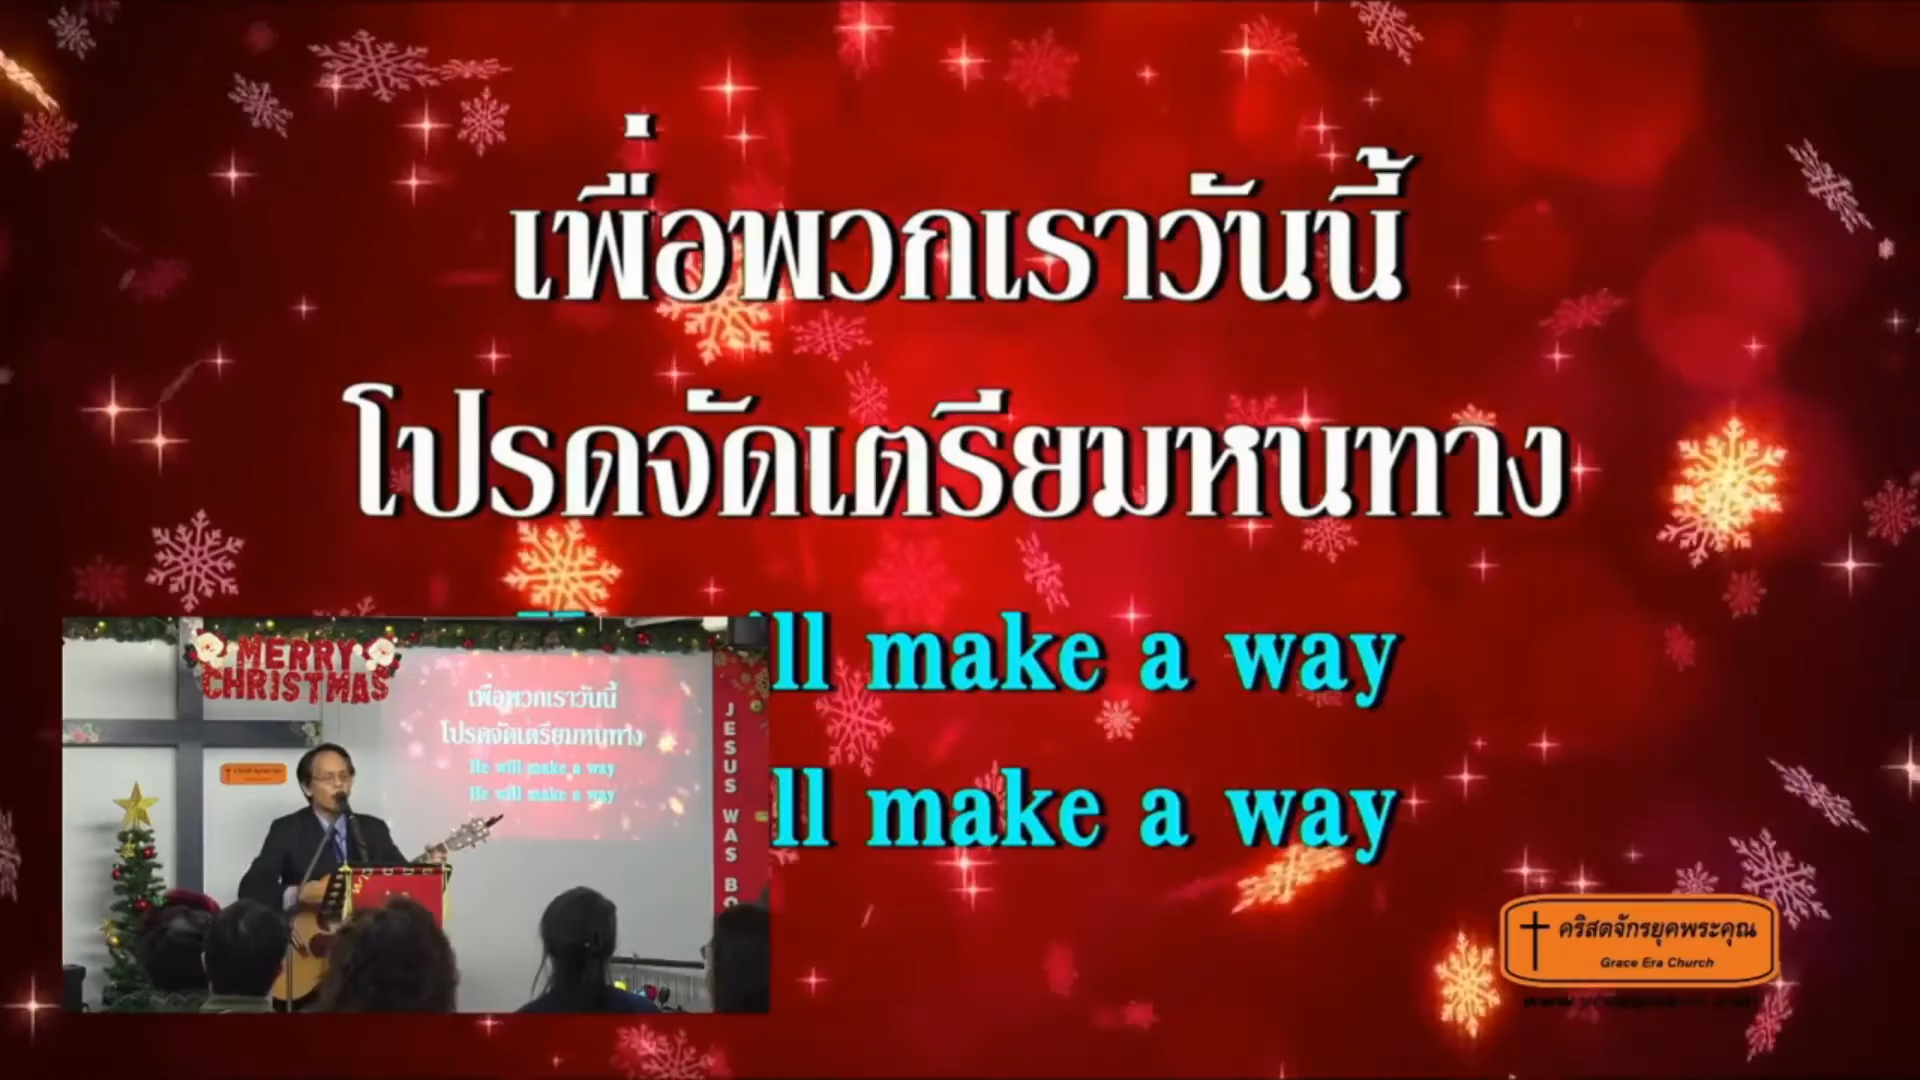 เพื่อพวกเราวันนี้
โปรดจัดเตรียมหนทาง
ll make a way
ll make a way
MERRY
CHRISTMAS
เพื่อพวกเราวันนี้
โปรดจัดเตรียมหนทาง
He will make a way
He will make a way
JESUS WAS BO
คริสตจักรยุคพระคุณ
Grace Era Church